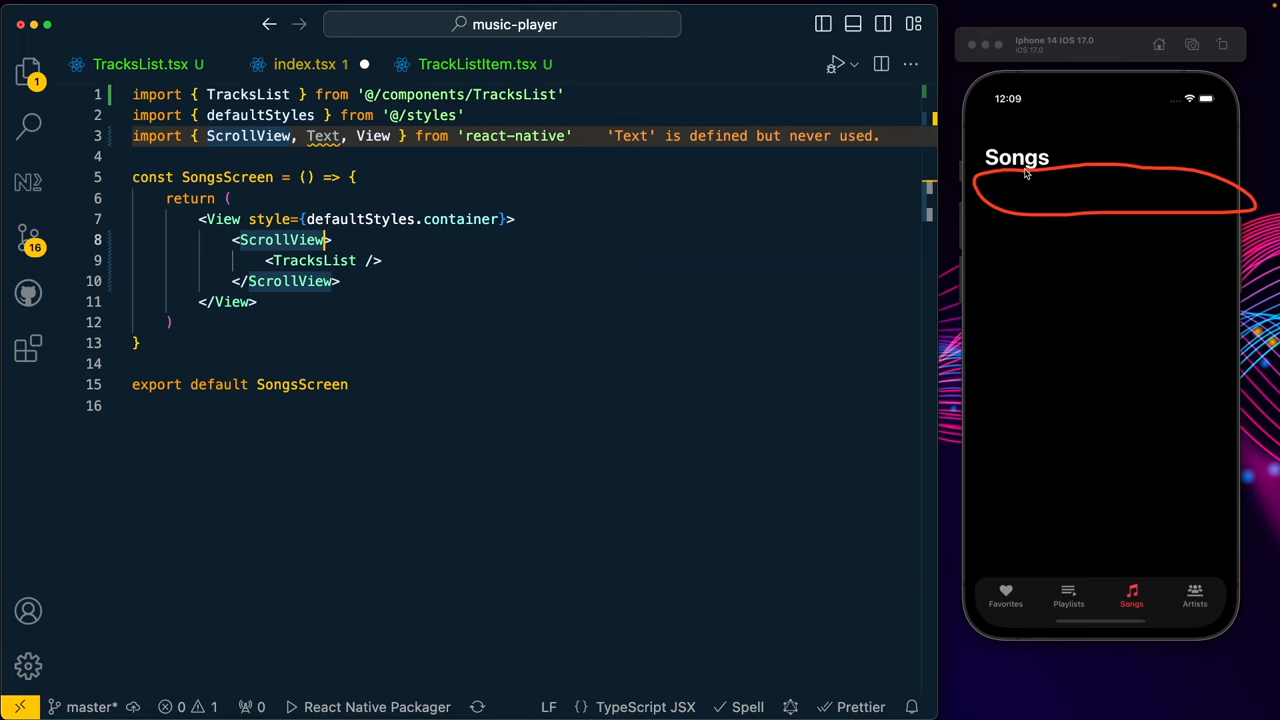 music-player
Iphone 14 IOS 17.0
iOS 17.0
TracksList.tsx U
index.tsx 1
TrackListItem.tsx U
1
1 import { TracksList } from '@/components/TracksList'
2 import { defaultStyles } from '@/styles'
3 import { ScrollView, Text, View } from 'react-native' 'Text' is defined but never used.
4
5 const SongsScreen = () => {
6 return (
7 <View style={defaultStyles.container}>
8 <ScrollView>
9 <TracksList />
10 </ScrollView>
11 </View>
12 )
13 }
14
15 export default SongsScreen
16
16
12:09
Songs
Favorites
Playlists
Songs
Artists
master*
0
1
0
React Native Packager
LF
{ } TypeScript JSX
Spell
Prettier